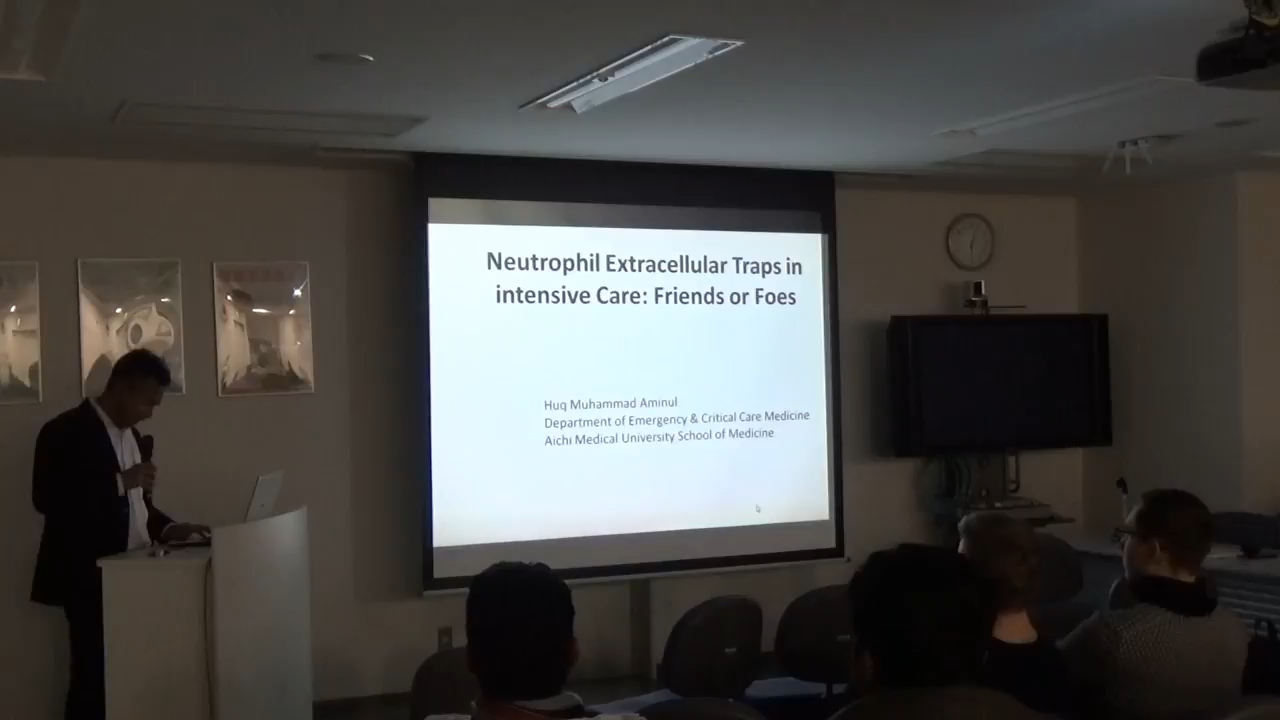 Neutrophil Extracellular Traps in
intensive Care: Friends or Foes
Huq Muhammad Aminul
Department of Emergency & Critical Care Medicine
Aichi Medical University School of Medicine